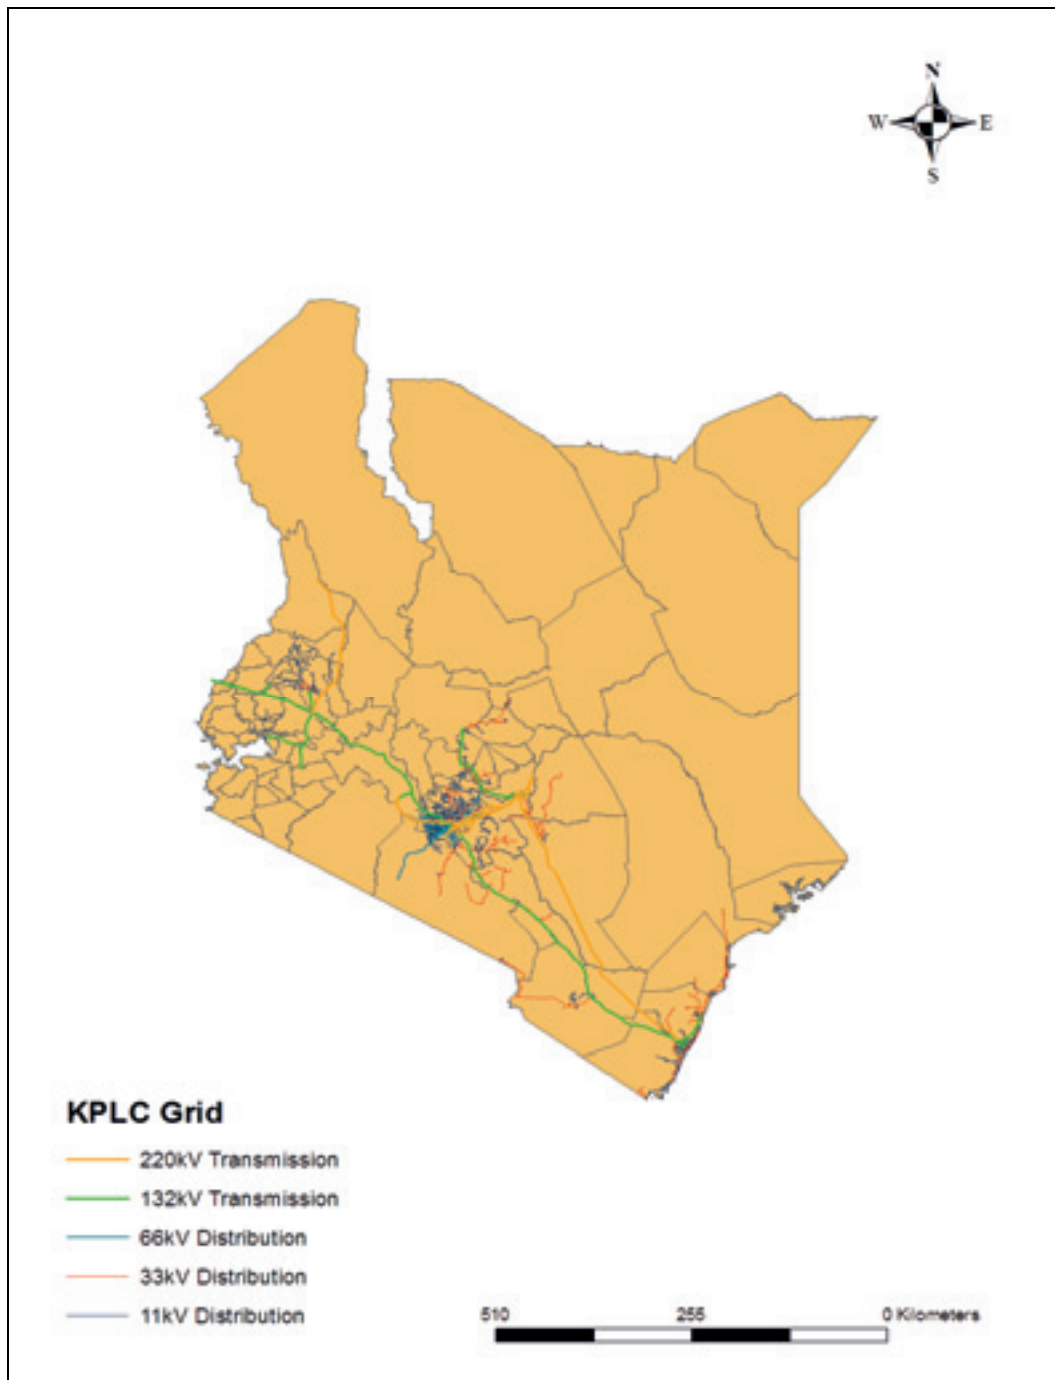 N
W E
S
KPLC Grid
220kV Transmission
132kV Transmission
66kV Distribution
33kV Distribution
11kV Distribution
510 255 0 Kilometers